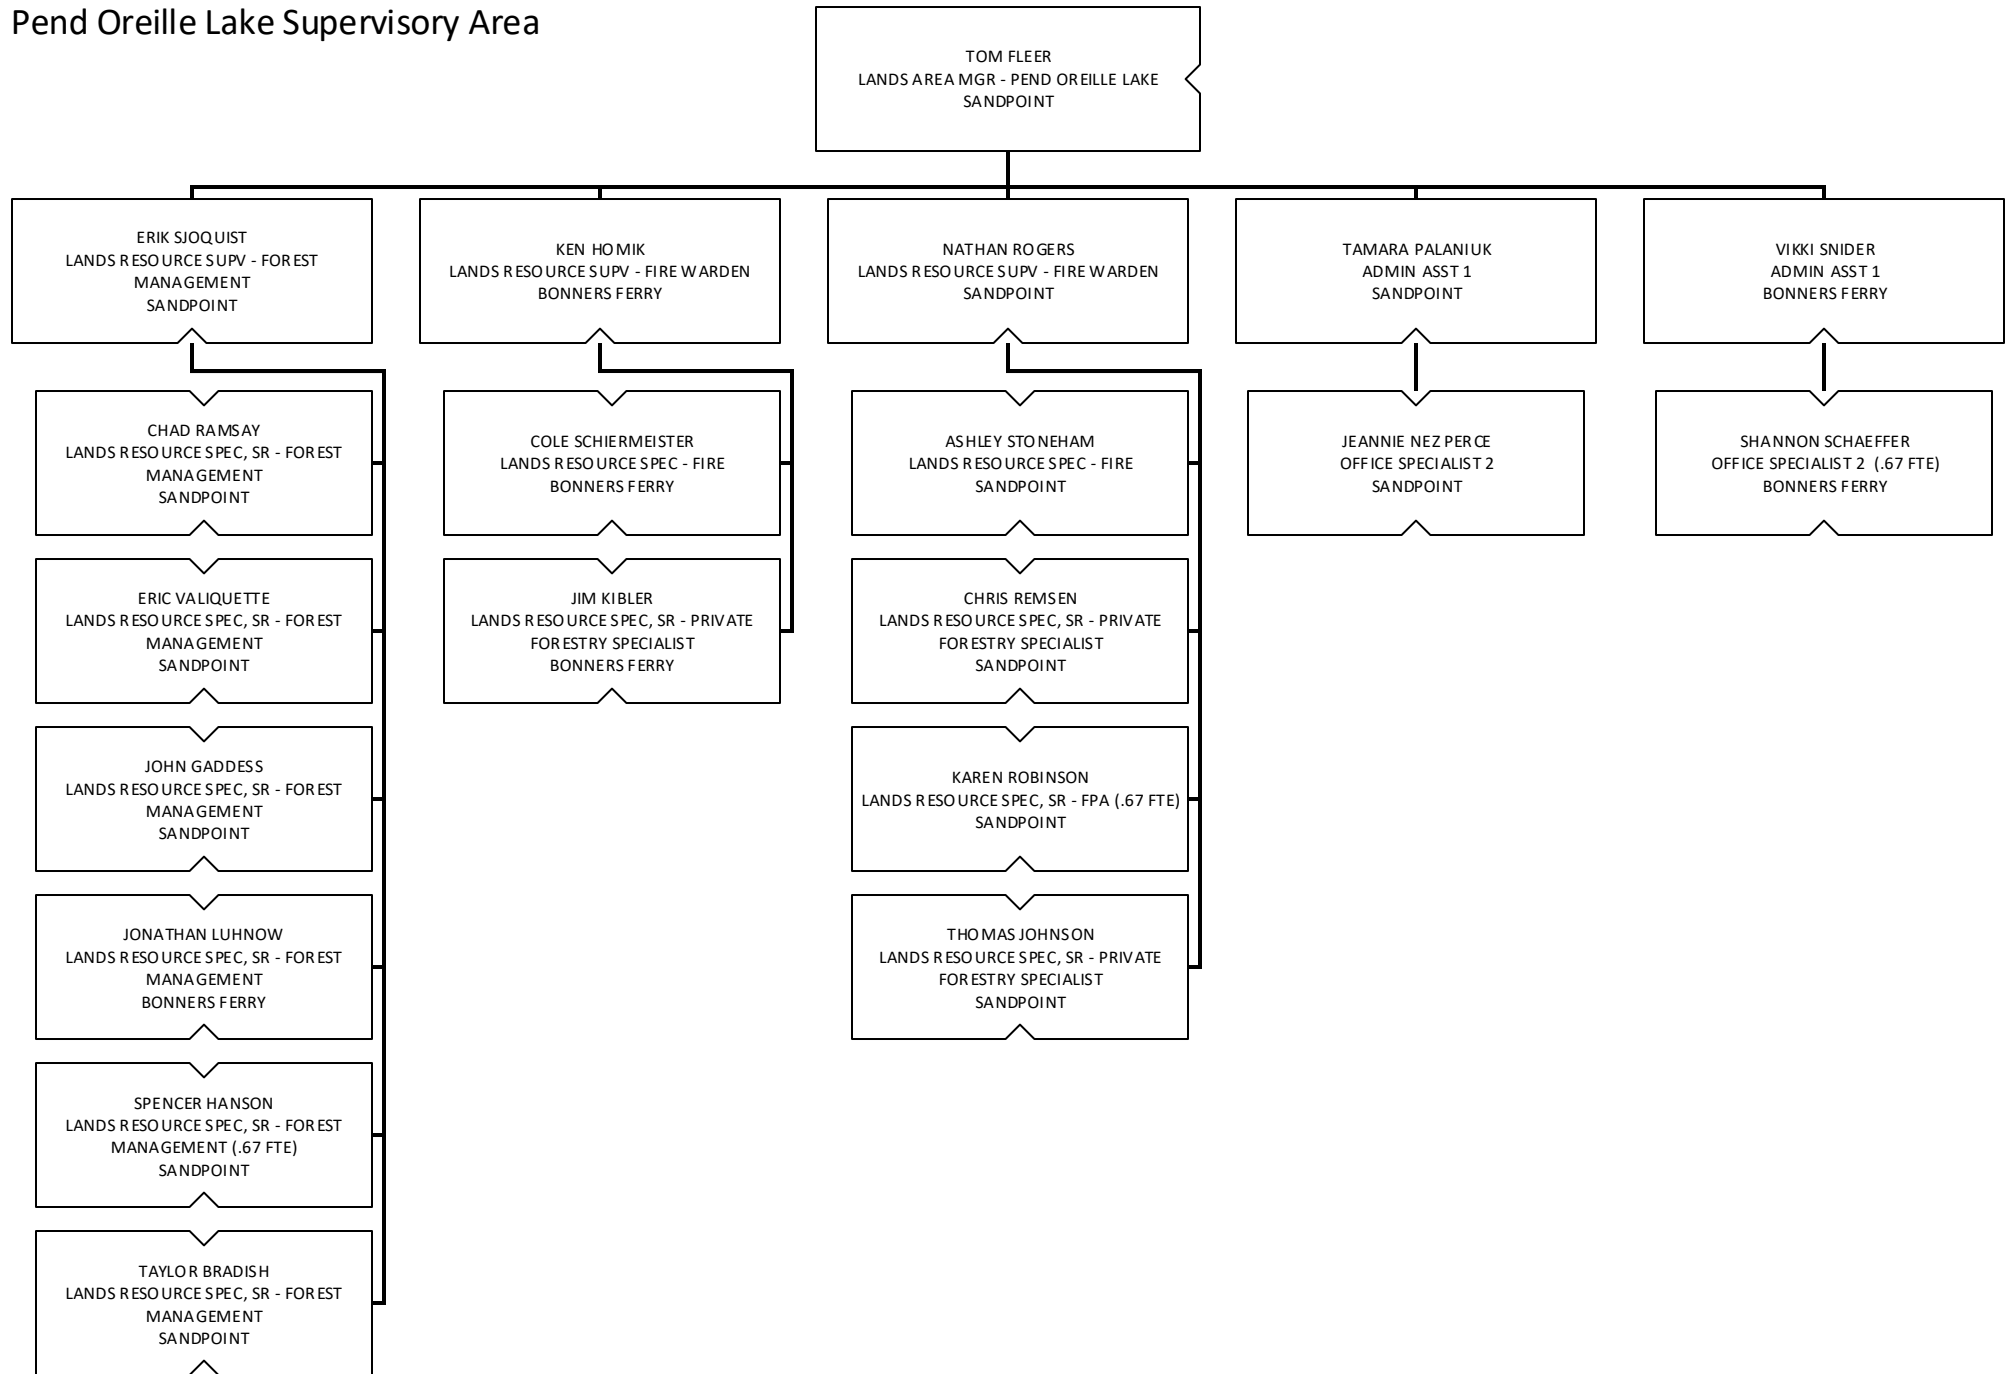 Pend Oreille Lake Supervisory Area
TOM FLEER
LANDS AREA MGR - PEND OREILLE LAKE
SANDPOINT
ERIK SJOQUIST
LANDS RESOURCE SUPV - FOREST
MANAGEMENT
SANDPOINT
KEN HOMIK
LANDS RESOURCE SUPV - FIRE WARDEN
BONNERS FERRY
NATHAN ROGERS
LANDS RESOURCE SUPV - FIRE WARDEN
SANDPOINT
TAMARA PALANIUK
ADMIN ASST 1
SANDPOINT
VIKKI SNIDER
ADMIN ASST 1
BONNERS FERRY
CHAD RAMSAY
LANDS RESOURCE SPEC, SR - FOREST
MANAGEMENT
SANDPOINT
COLE SCHIERMEISTER
LANDS RESOURCE SPEC - FIRE
BONNERS FERRY
ASHLEY STONEHAM
LANDS RESOURCE SPEC - FIRE
SANDPOINT
JEANNIE NEZ PERCE
OFFICE SPECIALIST 2
SANDPOINT
SHANNON SCHAEFFER
OFFICE SPECIALIST 2 (.67 FTE)
BONNERS FERRY
ERIC VALIQUETTE
LANDS RESOURCE SPEC, SR - FOREST
MANAGEMENT
SANDPOINT
JIM KIBLER
LANDS RESOURCE SPEC, SR - PRIVATE
FORESTRY SPECIALIST
BONNERS FERRY
CHRIS REMSEN
LANDS RESOURCE SPEC, SR - PRIVATE
FORESTRY SPECIALIST
SANDPOINT
JOHN GADDESS
LANDS RESOURCE SPEC, SR - FOREST
MANAGEMENT
SANDPOINT
KAREN ROBINSON
LANDS RESOURCE SPEC, SR - FPA (.67 FTE)
SANDPOINT
JONATHAN LUHNOW
LANDS RESOURCE SPEC, SR - FOREST
MANAGEMENT
BONNERS FERRY
THOMAS JOHNSON
LANDS RESOURCE SPEC, SR - PRIVATE
FORESTRY SPECIALIST
SANDPOINT
SPENCER HANSON
LANDS RESOURCE SPEC, SR - FOREST
MANAGEMENT (.67 FTE)
SANDPOINT
TAYLOR BRADISH
LANDS RESOURCE SPEC, SR - FOREST
MANAGEMENT
SANDPOINT